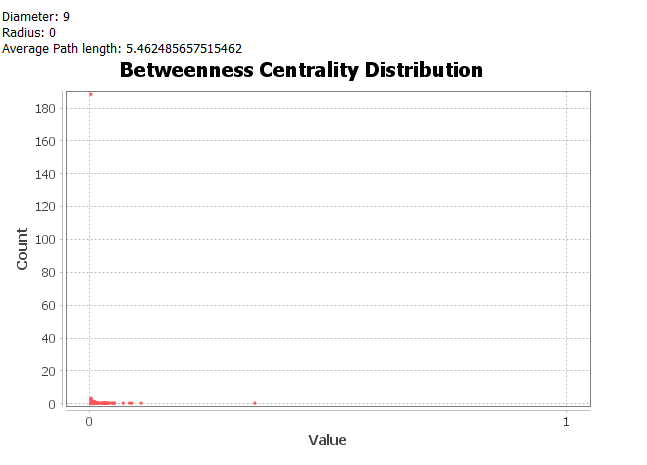 Diameter: 9
Radius: 0
Average Path length: 5.462485657515462
Betweenness Centrality Distribution
180
160
140
120
100
80
60
40
20
0
Count
0 1
Value